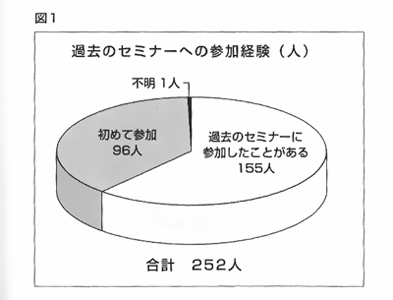 図1
過去のセミナーへの参加経験（人）
不明 1人
初めて参加
96人
過去のセミナーに
参加したことがある
155人
合計 252人